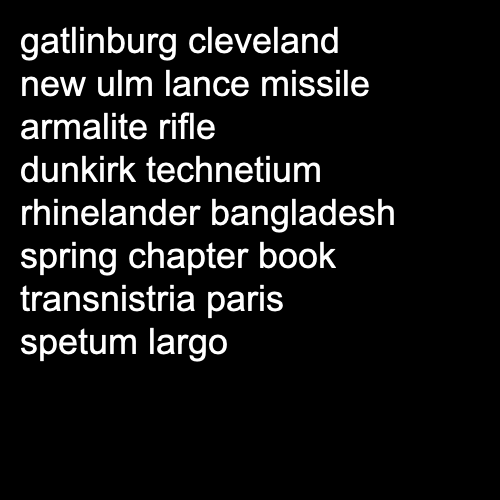 gatlinburg cleveland
new ulm lance missile
armalite rifle
dunkirk technetium
rhinelander bangladesh
spring chapter book
transnistria paris
spetum largo